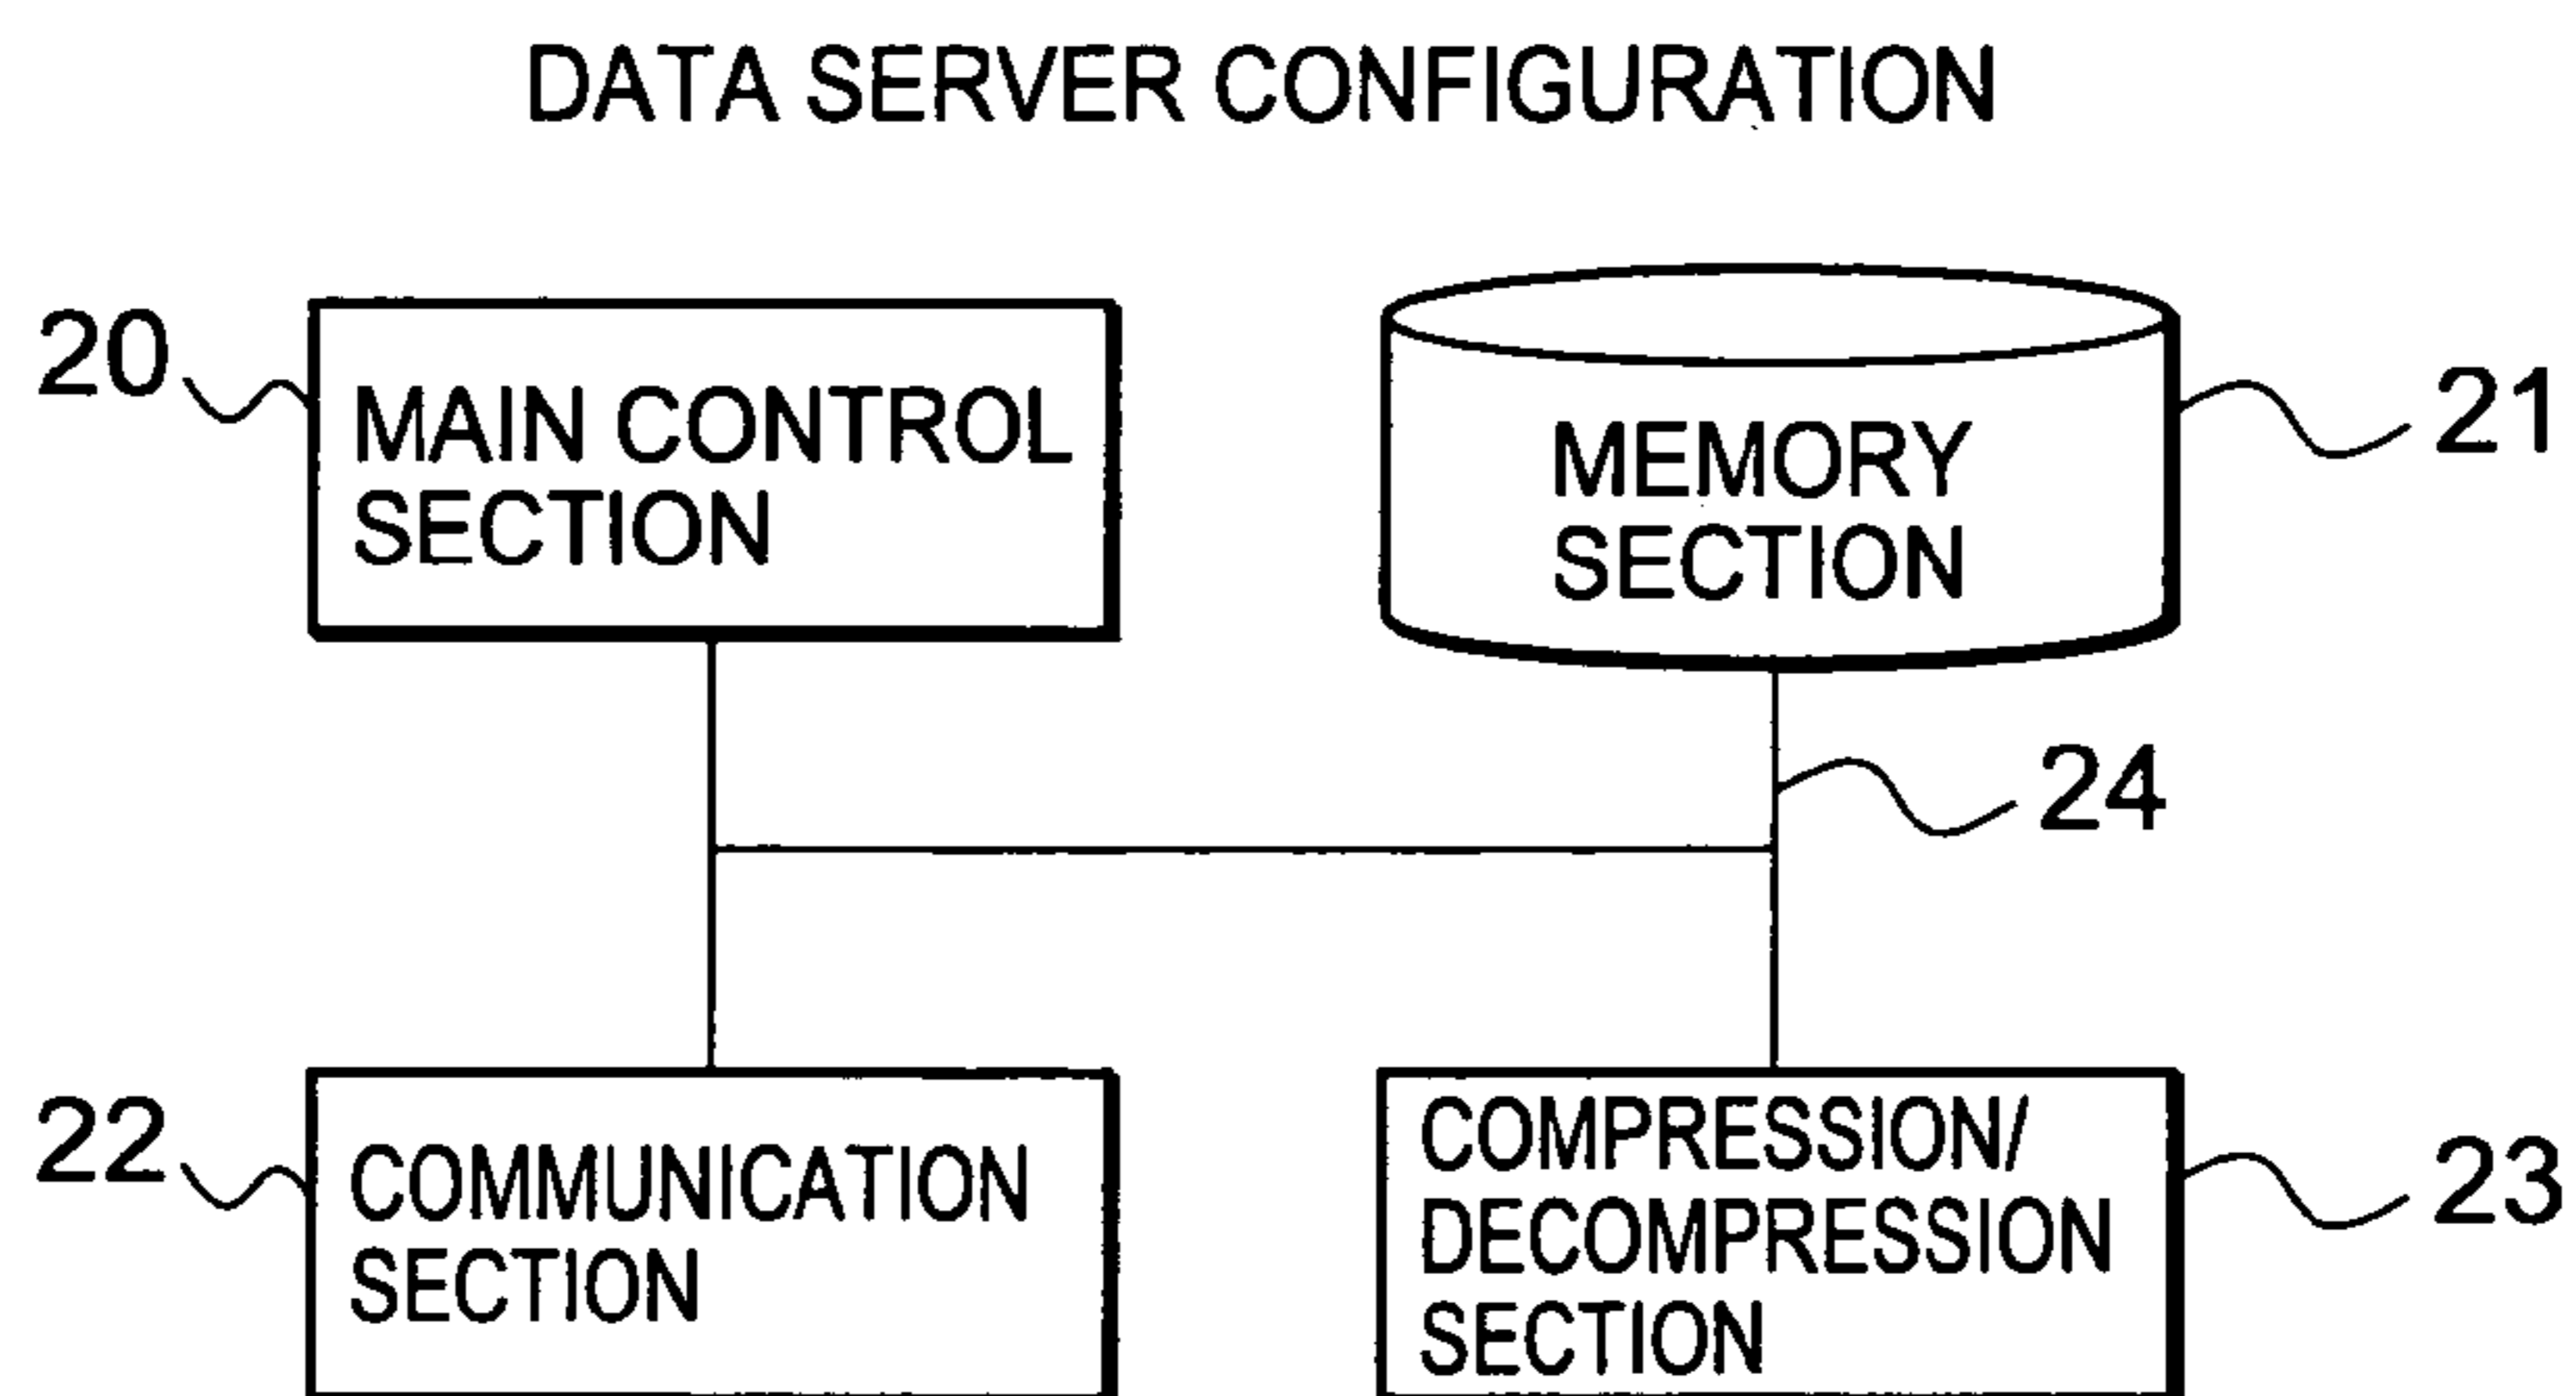 DATA SERVER CONFIGURATION
20
MAIN CONTROL
SECTION
MEMORY
SECTION
21
24
22
COMMUNICATION
SECTION
COMPRESSION/
DECOMPRESSION
SECTION
23